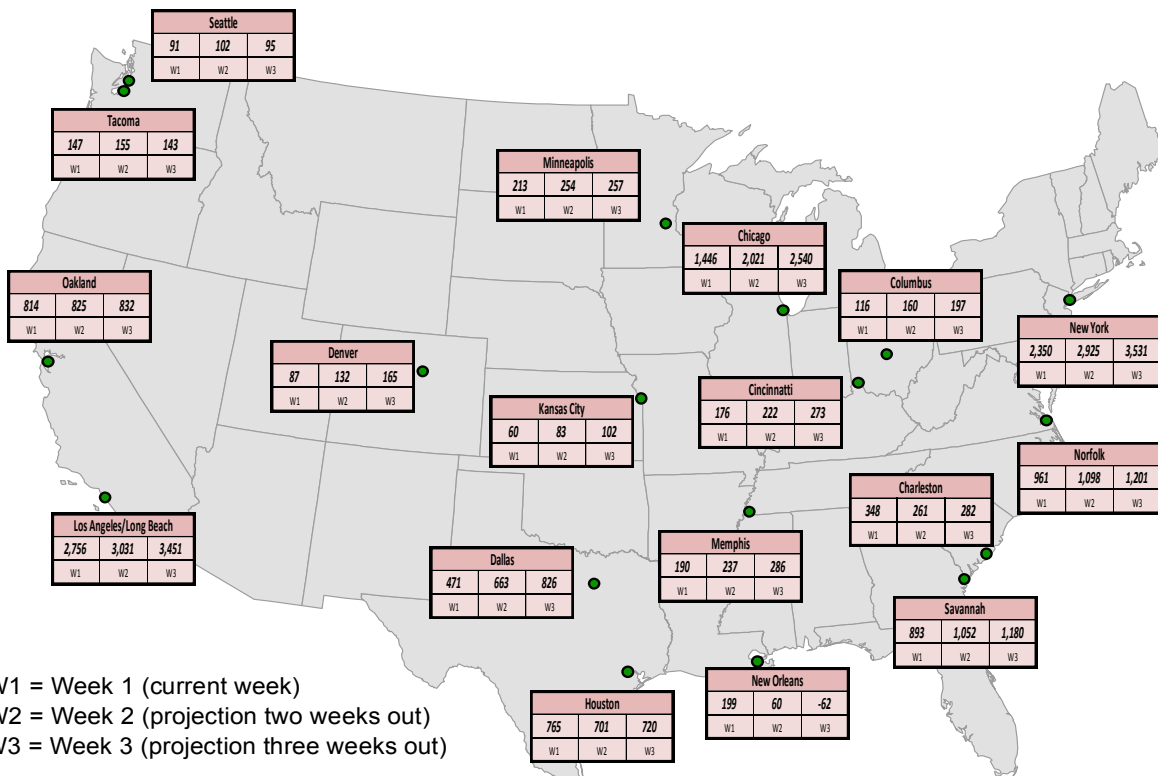 Seattle
91 102 95
W1 W2 W3
Tacoma
147 155 143
W1 W2 W3
Minneapolis
213 254 257
W1 W2 W3
Chicago
1,446 2,021 2,540
W1 W2 W3
Oakland
814 825 832
W1 W2 W3
Columbus
116 160 197
W1 W2 W3
New York
2,350 2,925 3,531
W1 W2 W3
Denver
87 132 165
W1 W2 W3
Cincinnatti
176 222 273
W1 W2 W3
Kansas City
60 83 102
W1 W2 W3
Norfolk
961 1,098 1,201
W1 W2 W3
Charleston
348 261 282
W1 W2 W3
Los Angeles/Long Beach
2,756 3,031 3,451
W1 W2 W3
Memphis
190 237 286
W1 W2 W3
Dallas
471 663 826
W1 W2 W3
Savannah
893 1,052 1,180
W1 W2 W3
New Orleans
199 60 -62
W1 W2 W3
Houston
765 701 720
W1 W2 W3
W1 = Week 1 (current week)
W2 = Week 2 (projection two weeks out)
W3 = Week 3 (projection three weeks out)